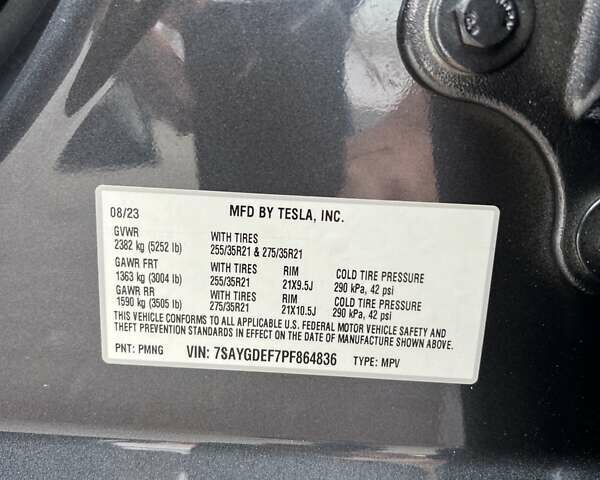 08/23 MFD BY TESLA, INC.
GVWR
2382 kg (5252 lb) WITH TIRES 255/35R21 & 275/35R21
GAWR FRT WITH TIRES RIM COLD TIRE PRESSURE
1363 kg (3004 lb) 255/35R21 21X9.5J 290 kPa, 42 psi
GAWR RR WITH TIRES RIM COLD TIRE PRESSURE
1590 kg (3505 lb) 275/35R21 21X10.5J 290 kPa, 42 psi
THIS VEHICLE CONFORMS TO ALL APPLICABLE U.S. FEDERAL MOTOR VEHICLE SAFETY AND
THEFT PREVENTION STANDARDS IN EFFECT ON THE DATE OF MANUFACTURE SHOWN ABOVE.
PNT: PMNG VIN: 7SAYGDEF7PF864836 TYPE: MPV